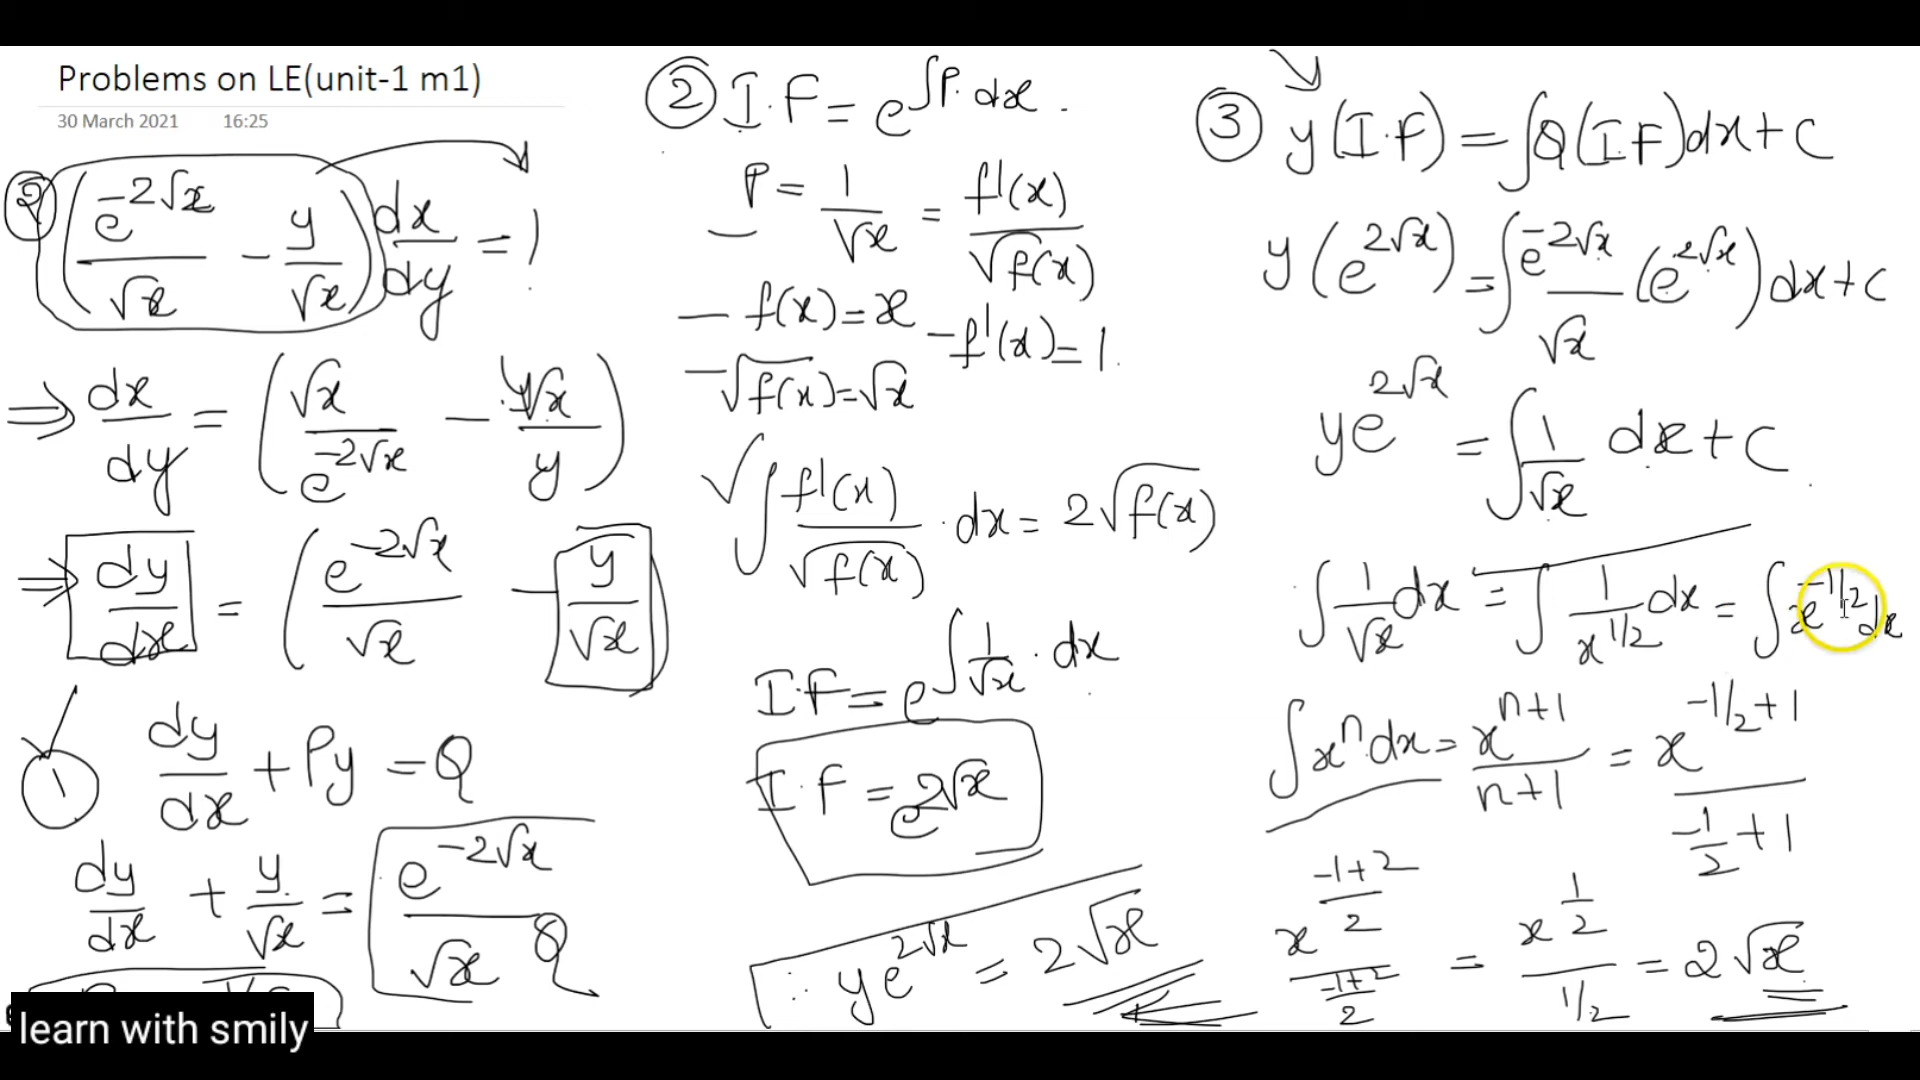 Problems on LE(unit-1 m1)
30 March 2021 16:25
② (e^{-2√x}/√x - y/√x) dx/dy = 1
⇒ dx/dy = (√x/e^{-2√x} - √x/y)
⇒ dy/dx = (e^{-2√x}/√x - y/√x)
① dy/dx + Py = Q
dy/dx + y/√x = e^{-2√x}/√x Q
learn with smily
② I.F = e^{∫P.dx}.
- P = 1/√x = f'(x)/√f(x)
- f(x) = x - f'(x) = 1.
- √f(x) = √x
✓ ∫ f'(x)/√f(x) .dx = 2√f(x)
I.F = e^{∫1/√x . dx}
I.F = e^{2√x}
∴ ye^{2√x} = 2√x
③ y(I.F) = ∫Q(I.F)dx+C
y(e^{2√x}) = ∫e^{-2√x}/√x (e^{2√x})dx+C
ye^{2√x} = ∫1/√x dx+C
∫1/√x dx = ∫1/x^{1/2} dx = ∫x^{-1/2}dx
∫x^n dx = x^{n+1}/n+1 = x^{-1/2+1}/-1/2+1
x^{-1+2/2}/-1+2/2 = x^{1/2}/1/2 = 2√x